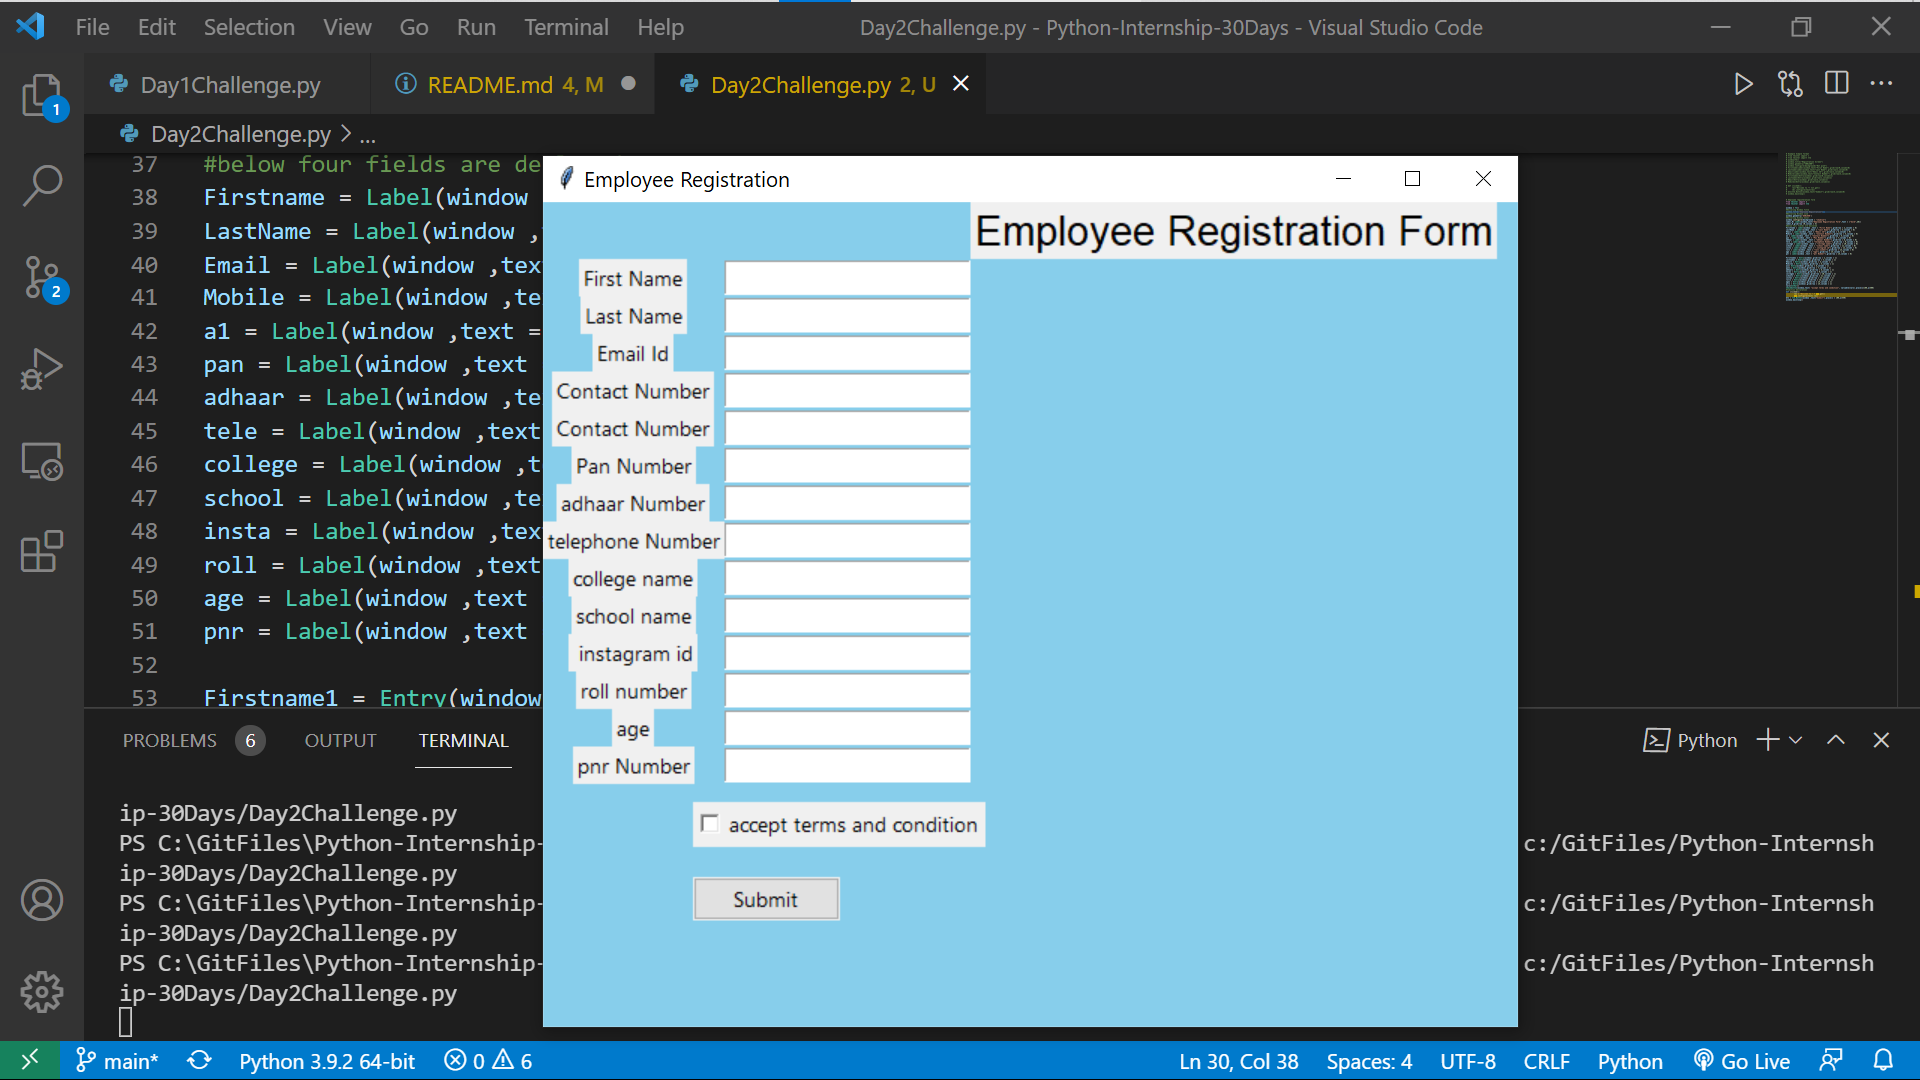 File Edit Selection View Go Run Terminal Help Day2Challenge.py - Python-Internship-30Days - Visual Studio Code
1
Day1Challenge.py README.md 4, M Day2Challenge.py 2, U
Day2Challenge.py > ...
37 #below four fields are de
38 Firstname = Label(window
39 LastName = Label(window ,
40 Email = Label(window ,tex
41 Mobile = Label(window ,te
42 a1 = Label(window ,text =
43 pan = Label(window ,text
44 adhaar = Label(window ,te
45 tele = Label(window ,text
46 college = Label(window ,t
47 school = Label(window ,te
48 insta = Label(window ,tex
49 roll = Label(window ,text
50 age = Label(window ,text
51 pnr = Label(window ,text
52
53 Firstname1 = Entry(window
2
Employee Registration
Employee Registration Form
First Name
Last Name
Email Id
Contact Number
Contact Number
Pan Number
adhaar Number
telephone Number
college name
school name
instagram id
roll number
age
pnr Number
accept terms and condition
Submit
PROBLEMS 6 OUTPUT TERMINAL Python
ip-30Days/Day2Challenge.py
PS C:\GitFiles\Python-Internship- c:/GitFiles/Python-Internsh
ip-30Days/Day2Challenge.py
PS C:\GitFiles\Python-Internship- c:/GitFiles/Python-Internsh
ip-30Days/Day2Challenge.py
PS C:\GitFiles\Python-Internship- c:/GitFiles/Python-Internsh
ip-30Days/Day2Challenge.py
main* Python 3.9.2 64-bit 0 6 Ln 30, Col 38 Spaces: 4 UTF-8 CRLF Python Go Live